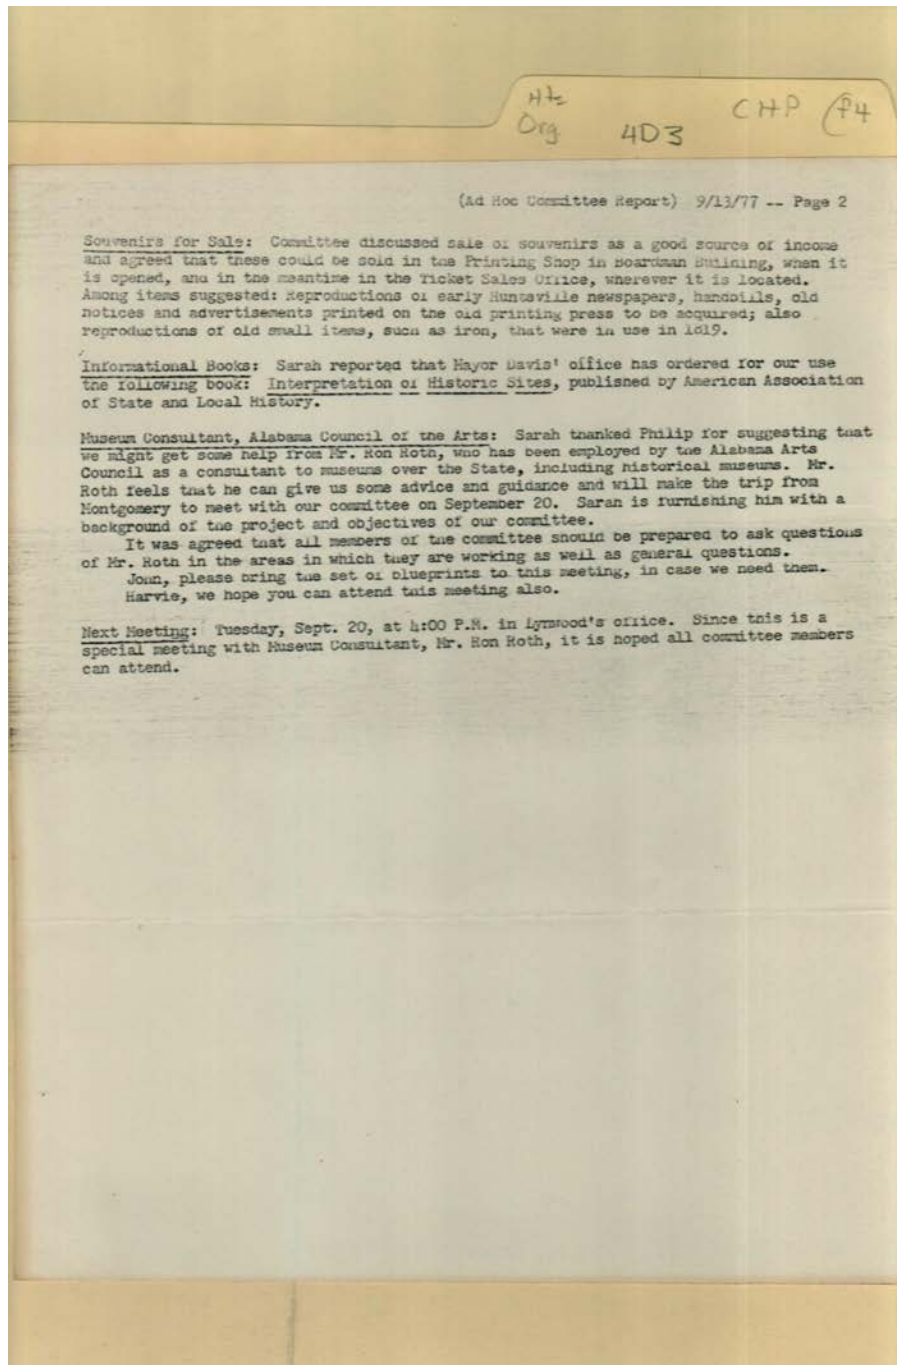 Hts
Org
4D3
CHP
P4
(Ad Hoc Committee Report) 9/13/77 -- Page 2
Souvenirs for Sale: Committee discussed sale of souvenirs as a good source of income
and agreed that these could be sold in the Printing Shop in Boardman Building, when it
is opened, and in the meantime in the Ticket Sales Office, wherever it is located.
Among items suggested: Reproductions of early Huntsville newspapers, handbills, old
notices and advertisements printed on the old printing press to be acquired; also
reproductions of old small items, such as iron, that were in use in 1819.
Informational Books: Sarah reported that Mayor Davis' office has ordered for our use
the following book: Interpretation of Historic Sites, published by American Association
of State and Local History.
Museum Consultant, Alabama Council of the Arts: Sarah thanked Philip for suggesting that
we might get some help from Mr. Ron Roth, who has been employed by the Alabama Arts
Council as a consultant to museums over the State, including historical museums. Mr.
Roth feels that he can give us some advice and guidance and will make the trip from
Montgomery to meet with our committee on September 20. Sarah is furnishing him with a
background of the project and objectives of our committee.
It was agreed that all members of the committee should be prepared to ask questions
of Mr. Roth in the areas in which they are working as well as general questions.
John, please bring the set of blueprints to this meeting, in case we need them.
Harvie, we hope you can attend this meeting also.
Next Meeting: Tuesday, Sept. 20, at 4:00 P.M. in Lynwood's office. Since this is a
special meeting with Museum Consultant, Mr. Ron Roth, it is hoped all committee members
can attend.